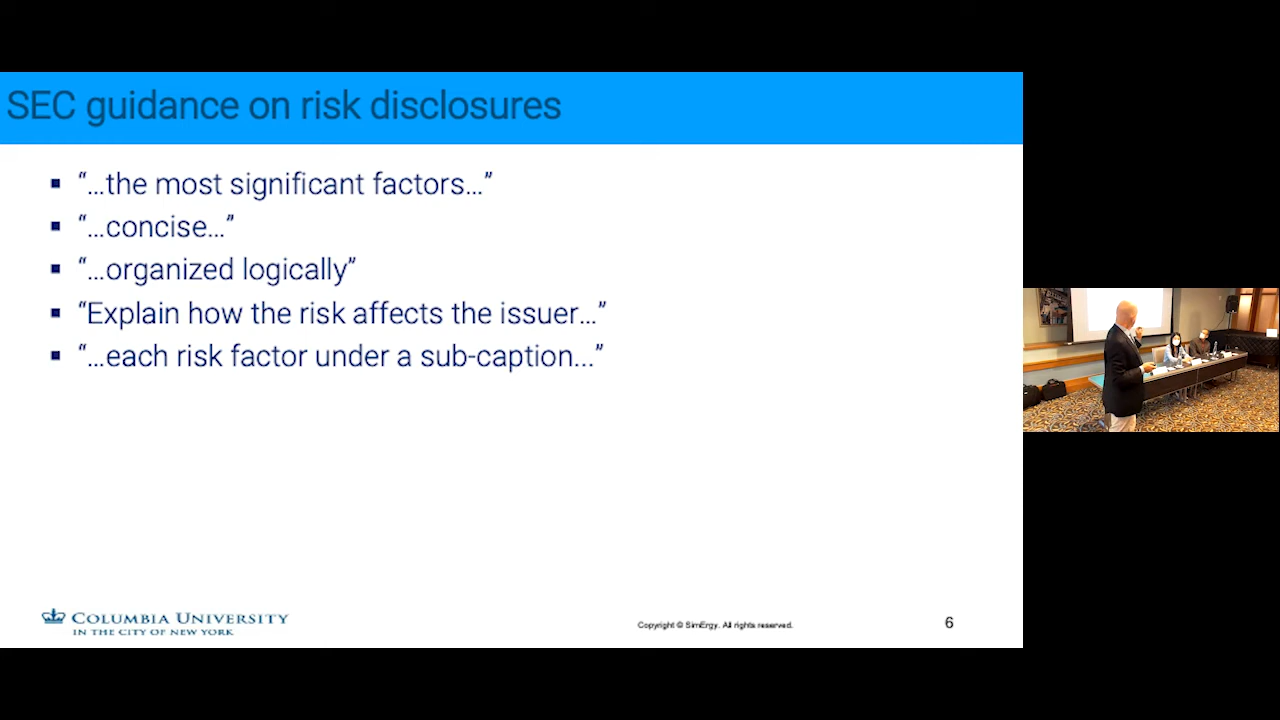 SEC guidance on risk disclosures
▪ “…the most significant factors…”
▪ “…concise…”
▪ “…organized logically”
▪ “Explain how the risk affects the issuer…”
▪ “…each risk factor under a sub-caption...”
COLUMBIA UNIVERSITY
IN THE CITY OF NEW YORK
Copyright © SimErgy. All rights reserved.
6